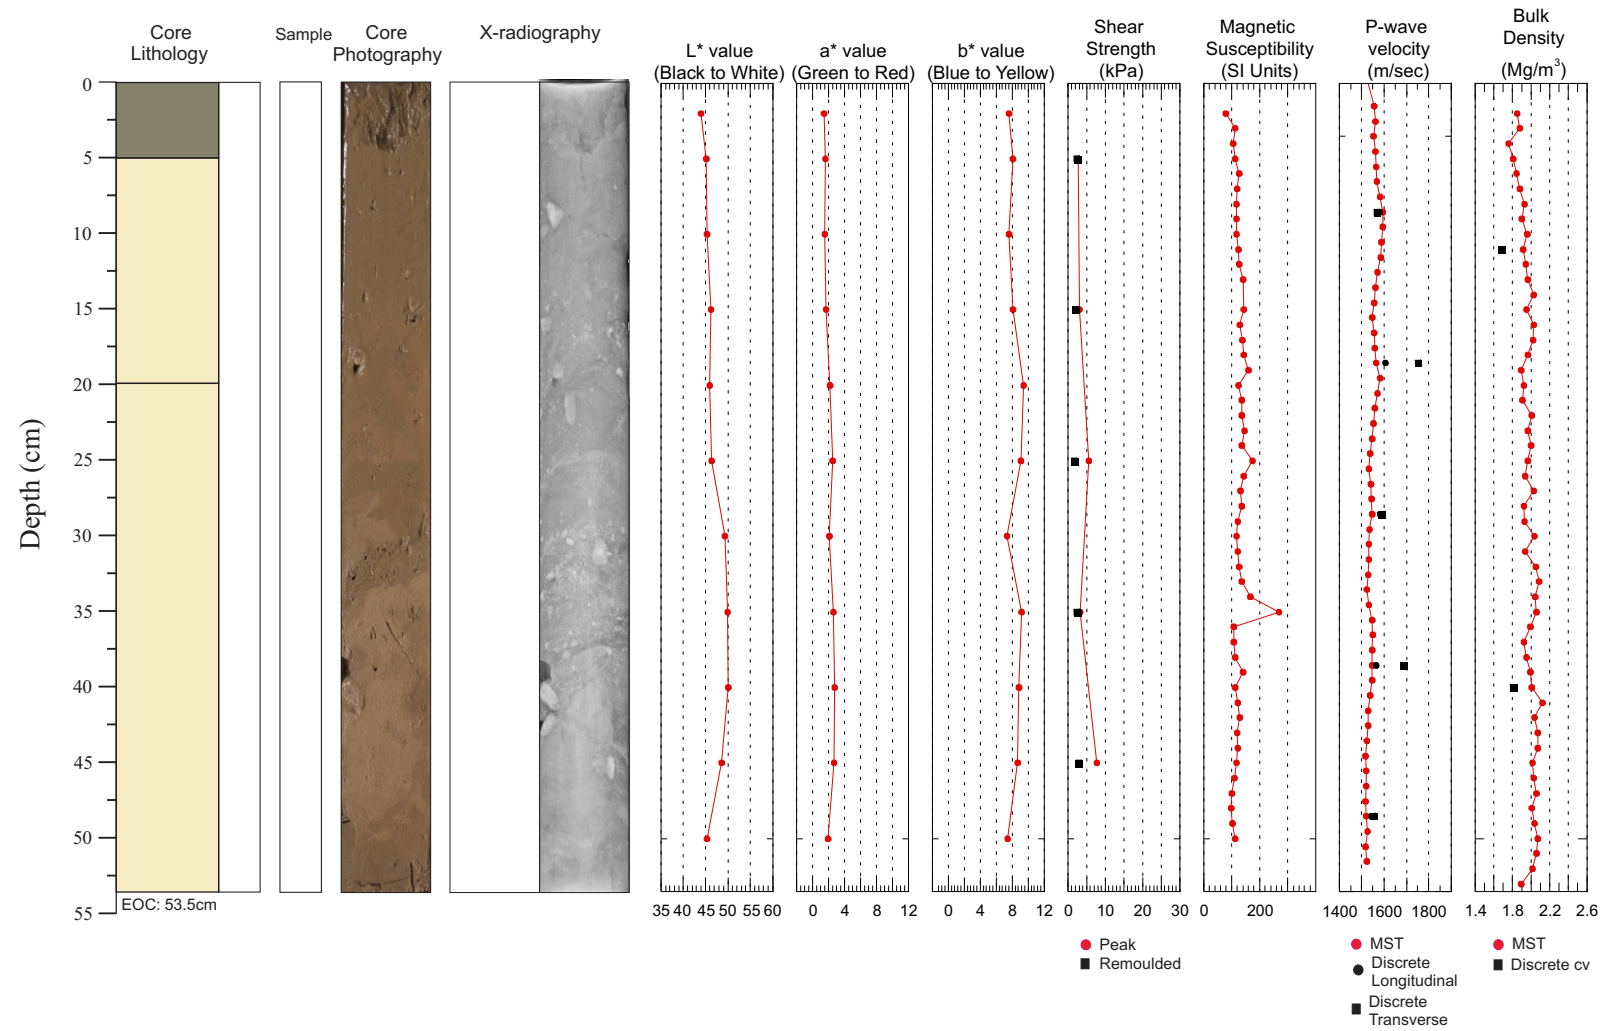 Core
Lithology
Sample
Core
Photography
X-radiography
L* value
(Black to White)
a* value
(Green to Red)
b* value
(Blue to Yellow)
Shear
Strength
(kPa)
Magnetic
Susceptibility
(SI Units)
P-wave
velocity
(m/sec)
Bulk
Density
(Mg/m³)
Depth (cm)
0
5
10
15
20
25
30
35
40
45
50
55
EOC: 53.5cm
35 40 45 50 55 60
0 4 8 12
0 4 8 12
0 10 20 30
0 200
1400 1600 1800
1.4 1.8 2.2 2.6
Peak
Remoulded
MST
Discrete
Longitudinal
Discrete
Transverse
MST
Discrete cv